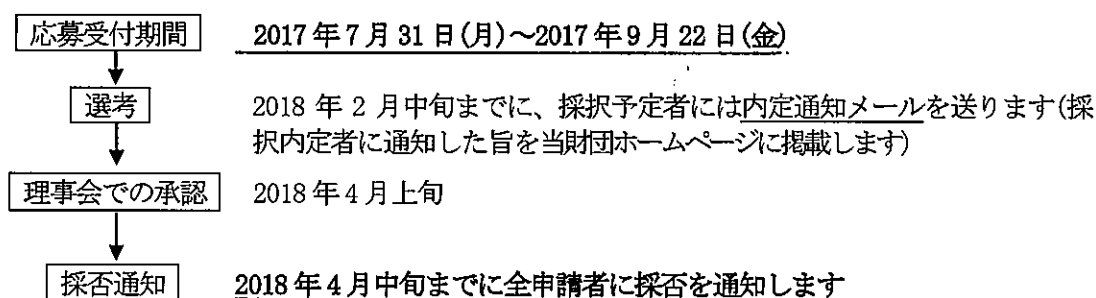 応募受付期間 2017年7月31日(月)～2017年9月22日(金)
選考 2018 年 2 月中旬までに、採択予定者には内定通知メールを送ります(採
択内定者に通知した旨を当財団ホームページに掲載します)
理事会での承認 2018年4月上旬
採否通知 2018年4月中旬までに全申請者に採否を通知します